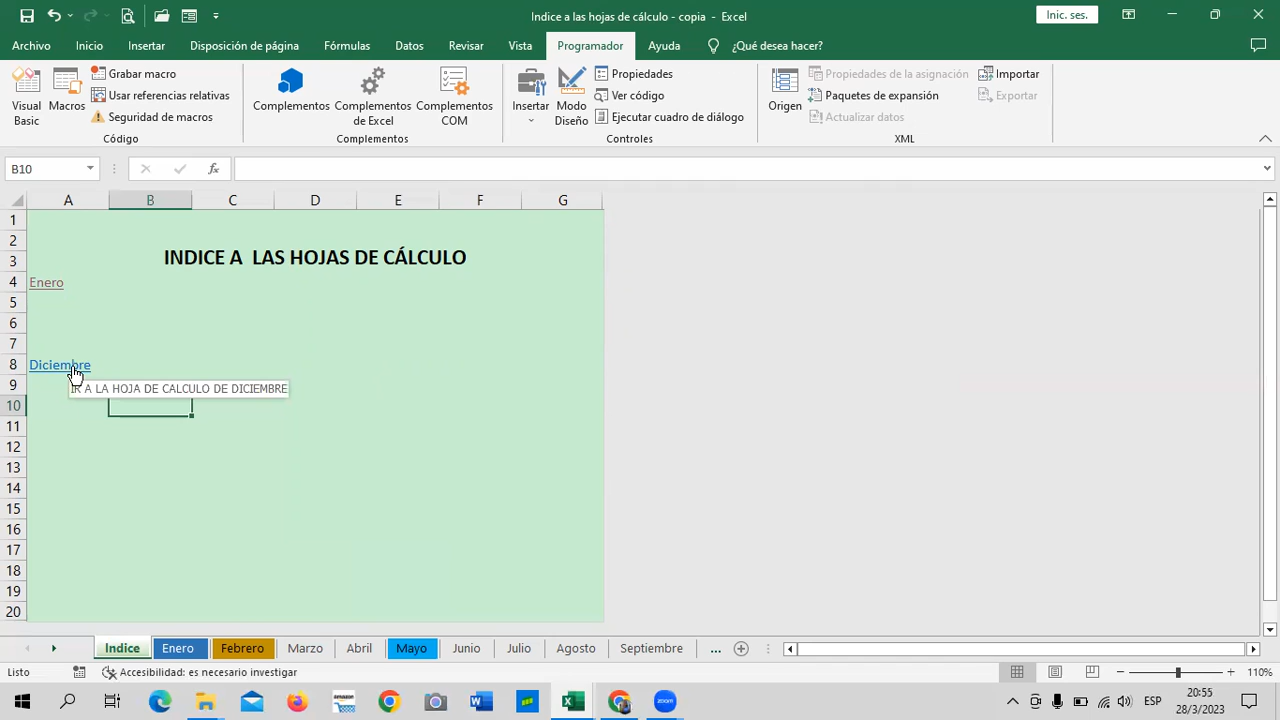 Indice a las hojas de cálculo - copia - Excel
Inic. ses.
Archivo Inicio Insertar Disposición de página Fórmulas Datos Revisar Vista Programador Ayuda ¿Qué desea hacer?
Visual Basic
Macros
Grabar macro
Usar referencias relativas
Seguridad de macros
Código
Complementos
Complementos de Excel
Complementos COM
Complementos
Insertar
Modo Diseño
Propiedades
Ver código
Ejecutar cuadro de diálogo
Controles
Origen
Propiedades de la asignación
Paquetes de expansión
Actualizar datos
Importar
Exportar
XML
B10
fx
A B C D E F G
1
2
3 INDICE A LAS HOJAS DE CÁLCULO
4 Enero
5
6
7
8 Diciembre
9 IR A LA HOJA DE CALCULO DE DICIEMBRE
10
11
12
13
14
15
16
17
18
19
20
Indice Enero Febrero Marzo Abril Mayo Junio Julio Agosto Septiembre ...
Listo Accesibilidad: es necesario investigar 110%
amazon zoom ESP 20:55
28/3/2023